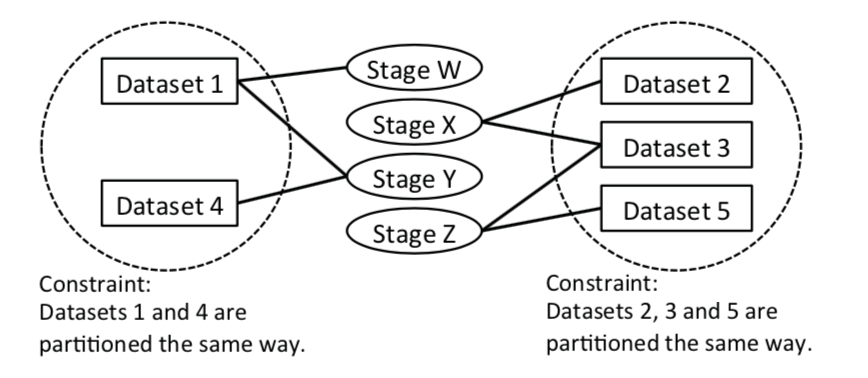 Dataset 1
Dataset 4
Stage W
Stage X
Stage Y
Stage Z
Dataset 2
Dataset 3
Dataset 5
Constraint:
Datasets 1 and 4 are
partitioned the same way.
Constraint:
Datasets 2, 3 and 5 are
partitioned the same way.